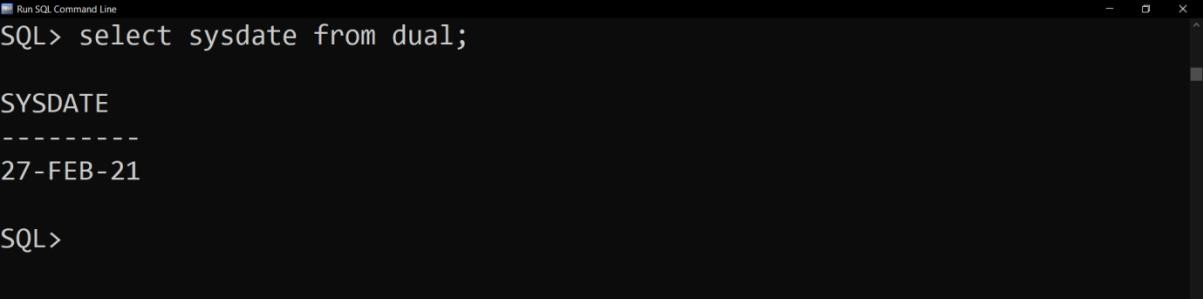 Run SQL Command Line
SQL> select sysdate from dual;
SYSDATE
---------
27-FEB-21
SQL>